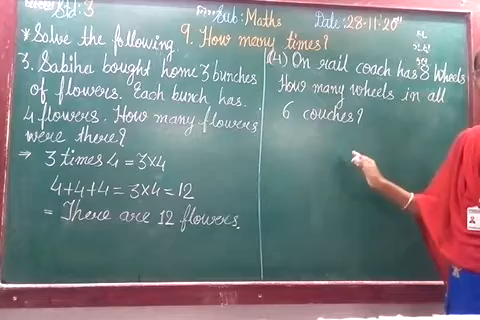 Std: 3
Sub: Maths
Date: 28-11-20
* Solve the following.
9. How many times?
3. Sabiha bought home 3 bunches
of flowers. Each bunch has
4 flowers. How many flowers
were there?
⇒ 3 times 4 = 3×4
4+4+4 = 3×4 = 12
= There are 12 flowers.
(4) On rail coach has 8 wheels
How many wheels in all
6 couches?